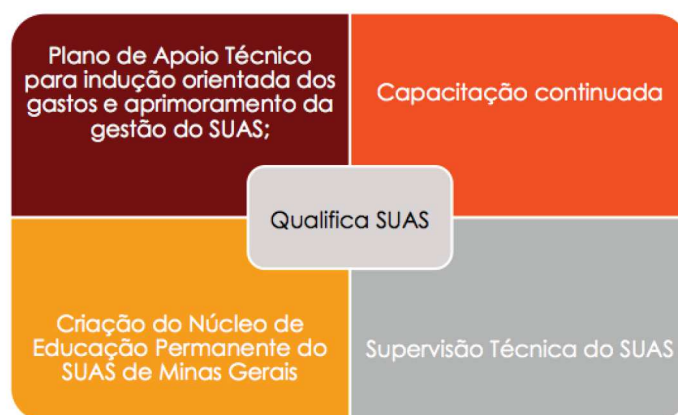 Plano de Apoio Técnico
para indução orientada dos
gastos e aprimoramento da
gestão do SUAS;
Capacitação continuada
Qualifica SUAS
Criação do Núcleo de
Educação Permanente do
SUAS de Minas Gerais
Supervisão Técnica do SUAS